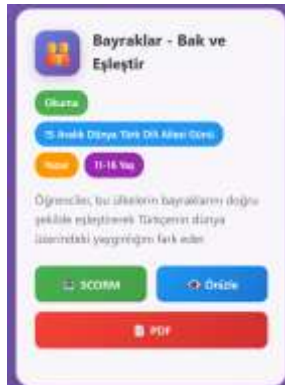 Bayraklar - Bak ve
Eşleştir
Okuma
15 Aralık Dünya Türk Dili Ailesi Günü
11-16 Yaş
Öğrenciler, bu ülkelerin bayraklarını doğru
şekilde eşleştirerek Türkçenin dünya
üzerindeki yaygınlığını fark eder.
SCORM
Önizle
PDF